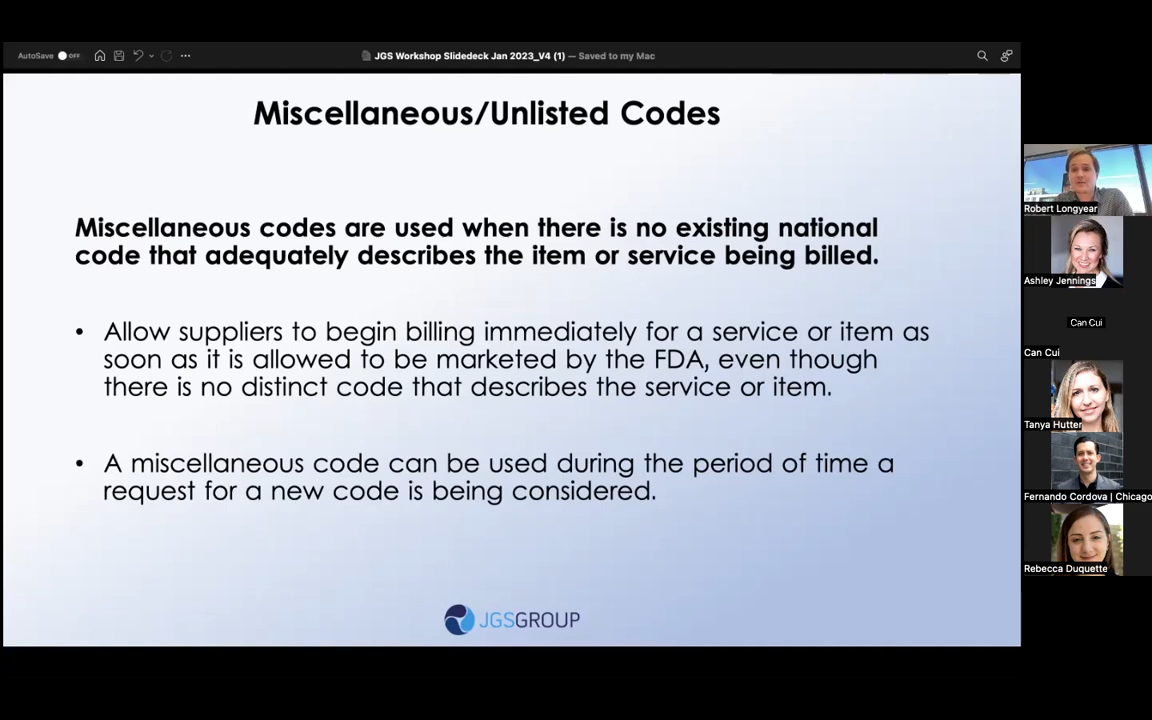 AutoSave OFF
JGS Workshop Slidedeck Jan 2023_V4 (1) — Saved to my Mac
Miscellaneous/Unlisted Codes
Miscellaneous codes are used when there is no existing national
code that adequately describes the item or service being billed.
• Allow suppliers to begin billing immediately for a service or item as
soon as it is allowed to be marketed by the FDA, even though
there is no distinct code that describes the service or item.
• A miscellaneous code can be used during the period of time a
request for a new code is being considered.
JGSGROUP
Robert Longyear
Ashley Jennings
Can Cui
Can Cui
Tanya Hutter
Fernando Cordova | Chicago
Rebecca Duquette